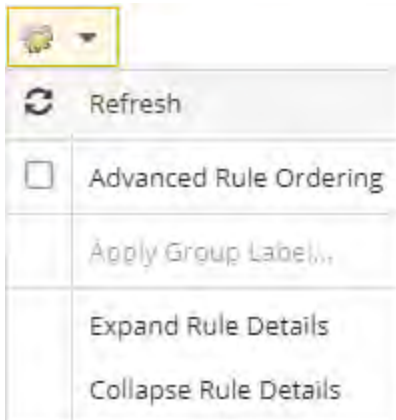 Refresh
Advanced Rule Ordering
Apply Group Label...
Expand Rule Details
Collapse Rule Details